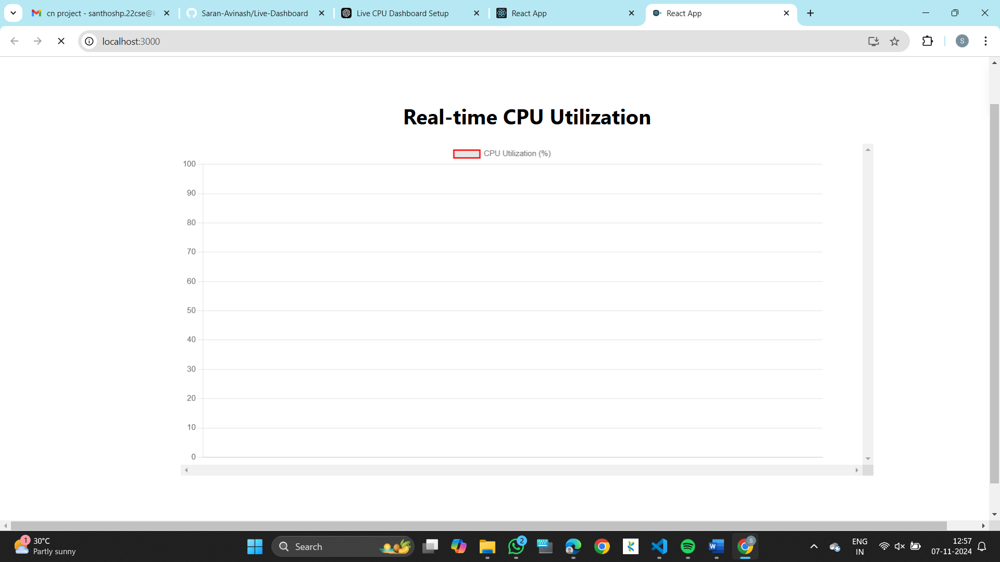 cn project - santhoshp.22cse@k
Saran-Avinash/Live-Dashboard
Live CPU Dashboard Setup
React App
React App
localhost:3000
S
Real-time CPU Utilization
CPU Utilization (%)
100
90
80
70
60
50
40
30
20
10
0
1
30°C
Partly sunny
Search
2
W
S
ENG
IN
12:57
07-11-2024